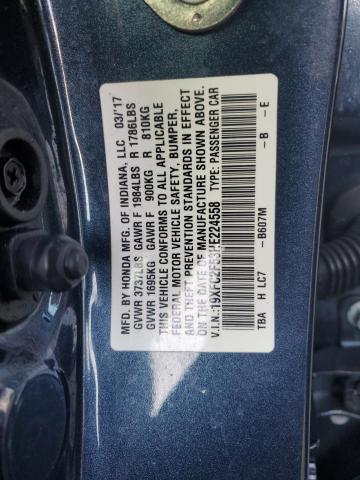 MFD. BY HONDA MFG. OF INDIANA, LLC 03/17
GVWR 3737LBS GAWR F 1984LBS R 1786LBS
GVWR 1695KG GAWR F 900KG R 810KG
THIS VEHICLE CONFORMS TO ALL APPLICABLE
FEDERAL MOTOR VEHICLE SAFETY, BUMPER,
AND THEFT PREVENTION STANDARDS IN EFFECT
ON THE DATE OF MANUFACTURE SHOWN ABOVE.
V.I.N.: TYPE: PASSENGER CAR
TBA H LC7 - B607M - B - E